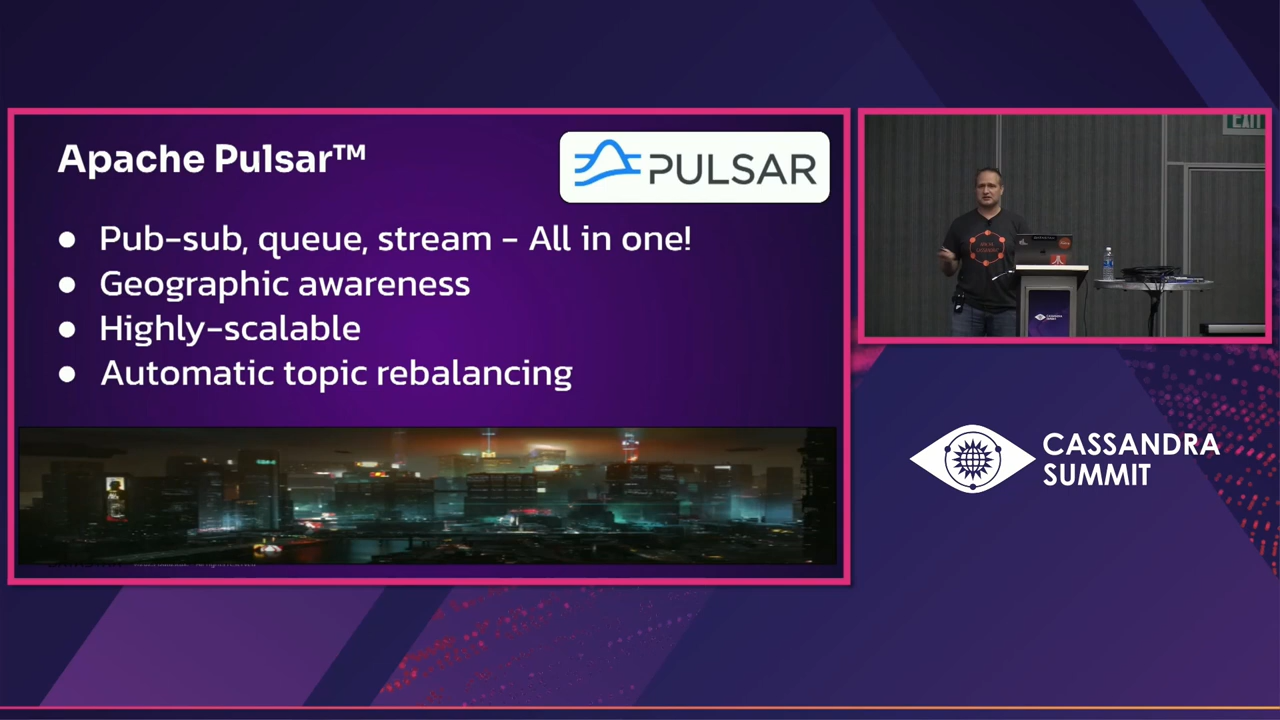 Apache Pulsar™
PULSAR
● Pub-sub, queue, stream - All in one!
● Geographic awareness
● Highly-scalable
● Automatic topic rebalancing
EXIT
CASSANDRA
SUMMIT